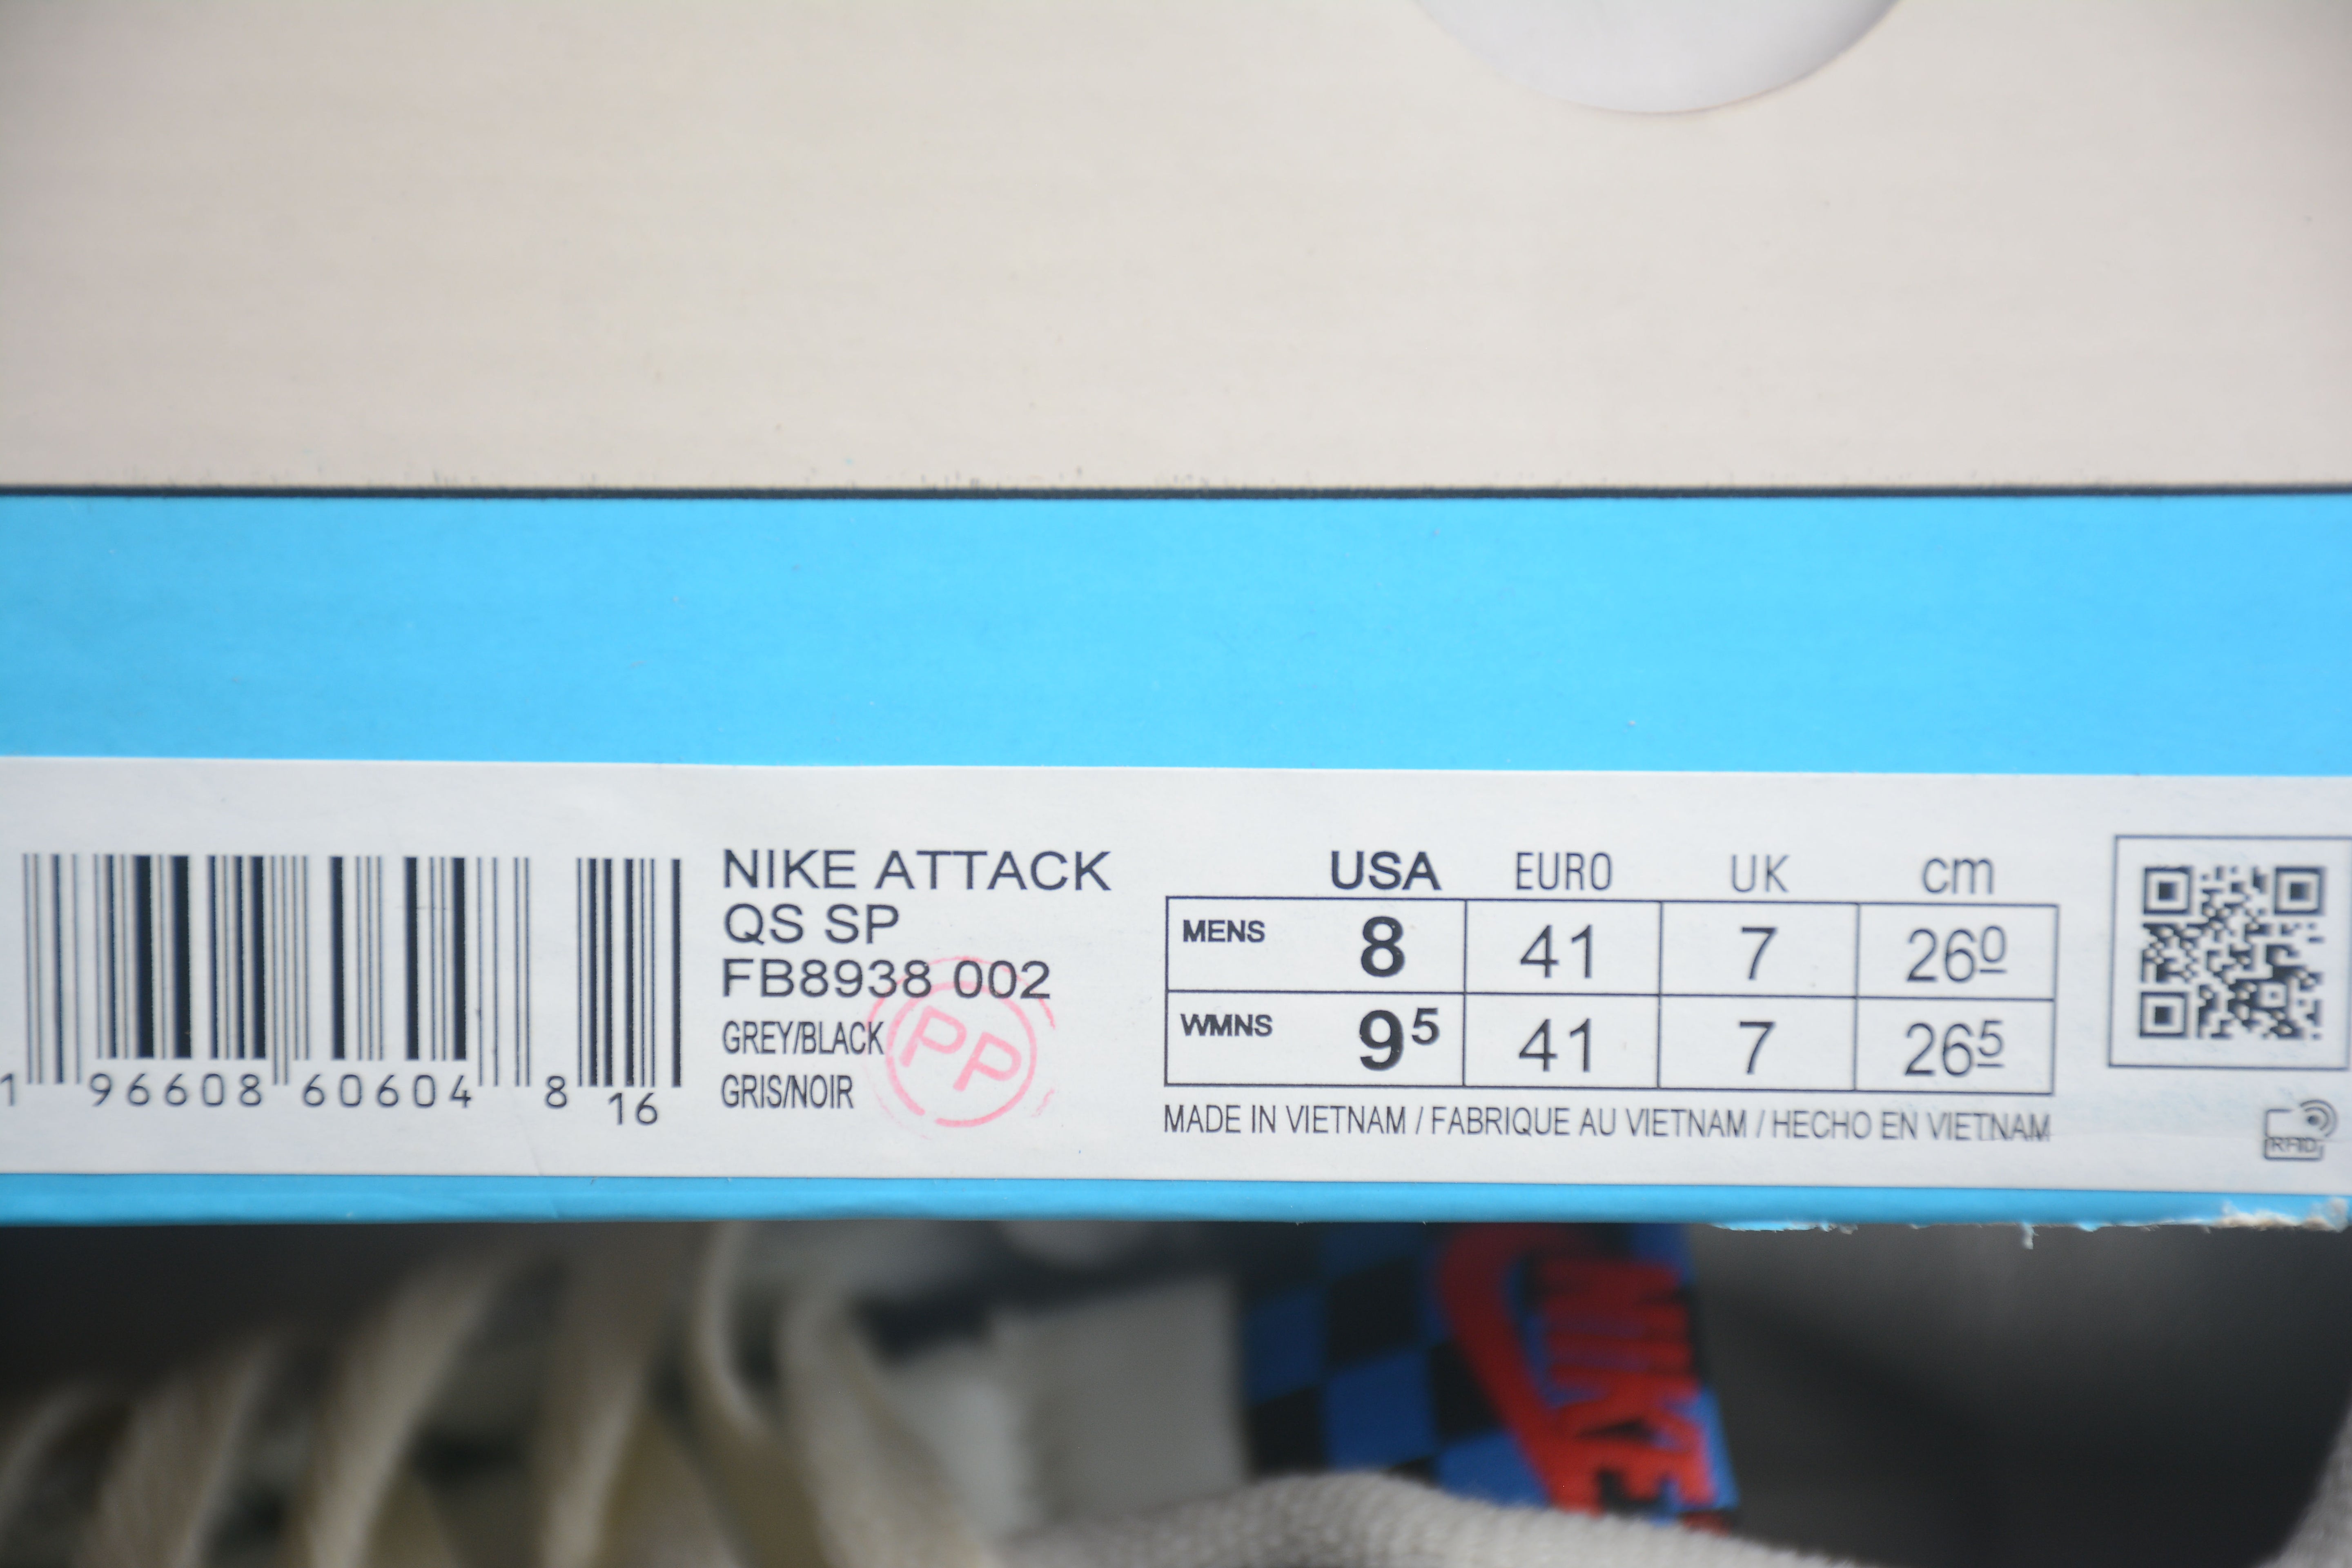 1 96608 60604 8 16
NIKE ATTACK
QS SP
FB8938 002
GREY/BLACK
GRIS/NOIR
PP
USA EURO UK cm
MENS 8 41 7 26⁰
WMNS 9⁵ 41 7 26⁵
MADE IN VIETNAM / FABRIQUE AU VIETNAM / HECHO EN VIETNAM
RFID
NIKE